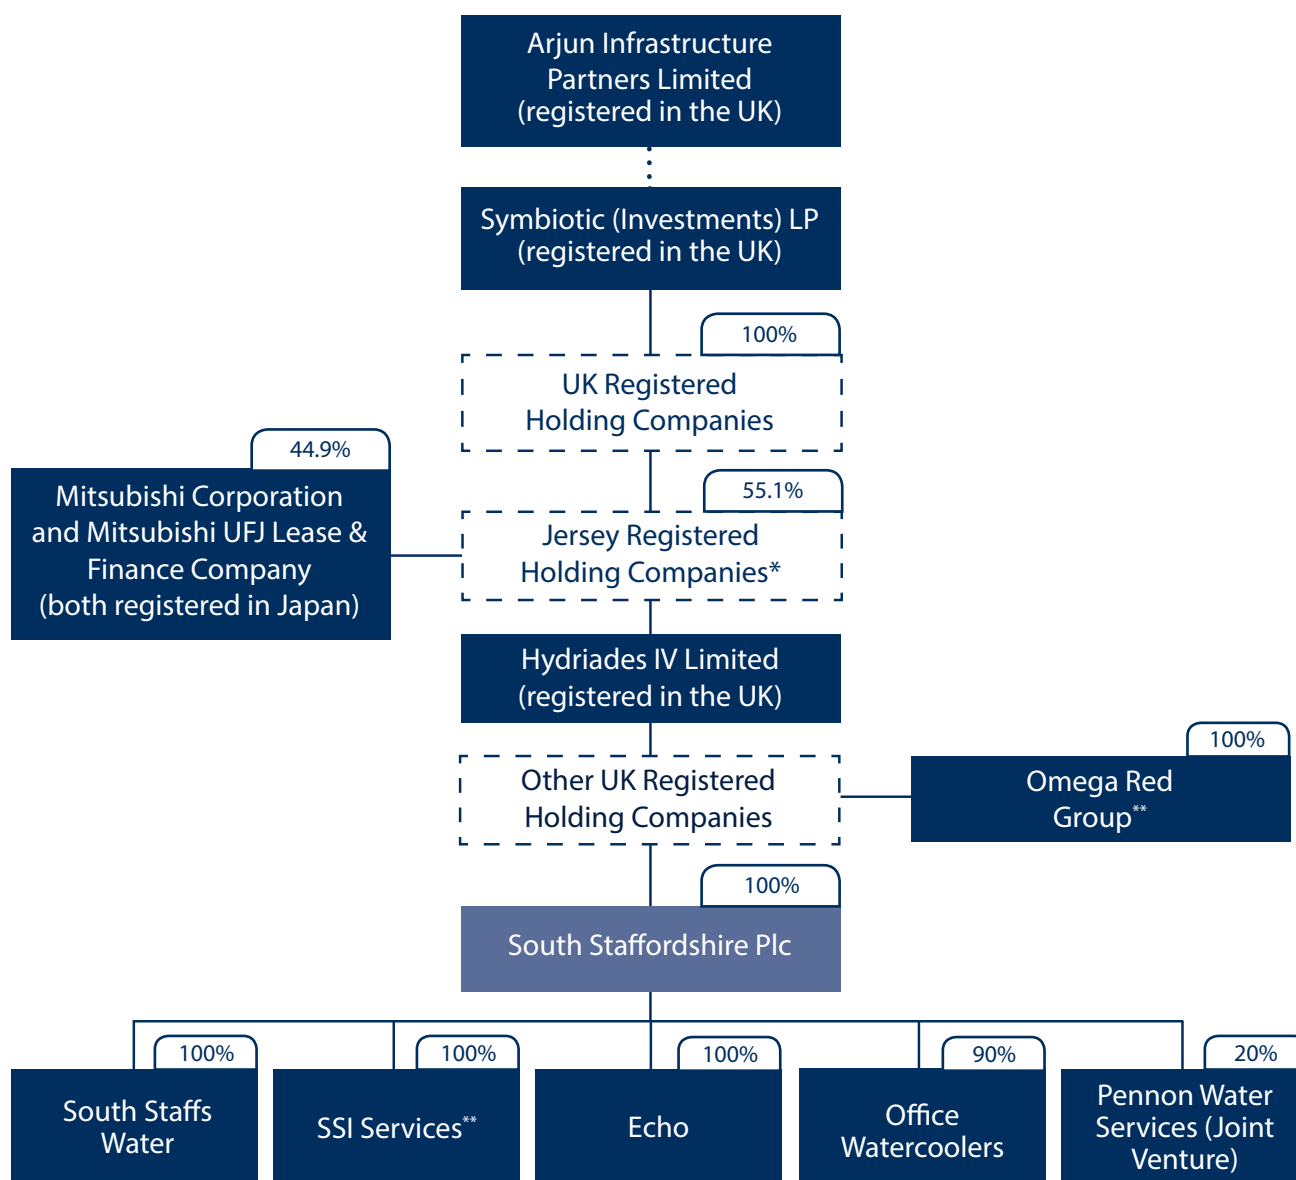 Arjun Infrastructure
Partners Limited
(registered in the UK)
Symbiotic (Investments) LP
(registered in the UK)
100%
UK Registered
Holding Companies
44.9%
Mitsubishi Corporation
and Mitsubishi UFJ Lease &
Finance Company
(both registered in Japan)
55.1%
Jersey Registered
Holding Companies*
Hydriades IV Limited
(registered in the UK)
Other UK Registered
Holding Companies
100%
Omega Red
Group**
100%
South Staffordshire Plc
100%
South Staffs
Water
100%
SSI Services**
100%
Echo
90%
Office
Watercoolers
20%
Pennon Water
Services (Joint
Venture)